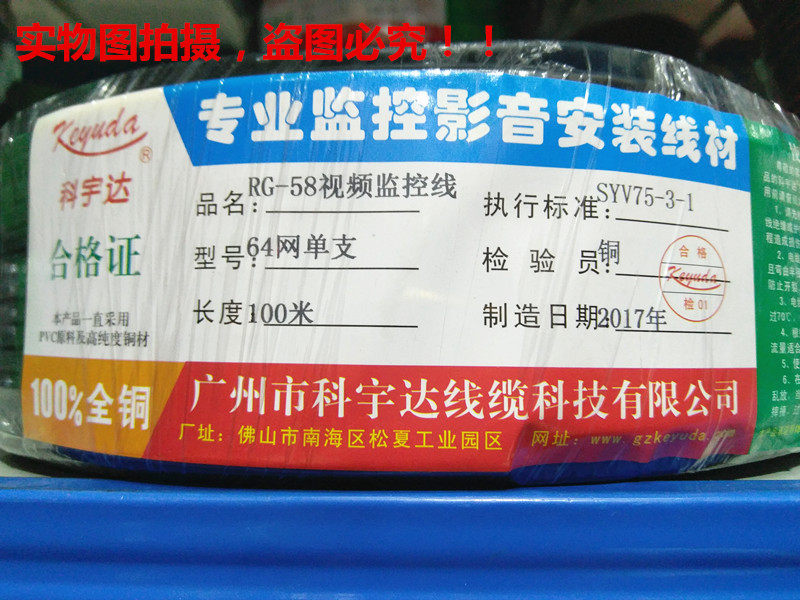 实物图拍摄，盗图必究！！
Keyuda
®
科宇达
合格证
本产品一直采用
PVC原料及高纯度铜材
100%全铜
专业监控影音安装线材
品名：RG-58视频监控线
执行标准：SYV75-3-1
型号：64网单支
检验员：铜
长度：100米
制造日期：2017年
合格
Keyuda
检01
广州市科宇达线缆科技有限公司
厂址：佛山市南海区松夏工业园区 网址：www.gzkeyuda.com